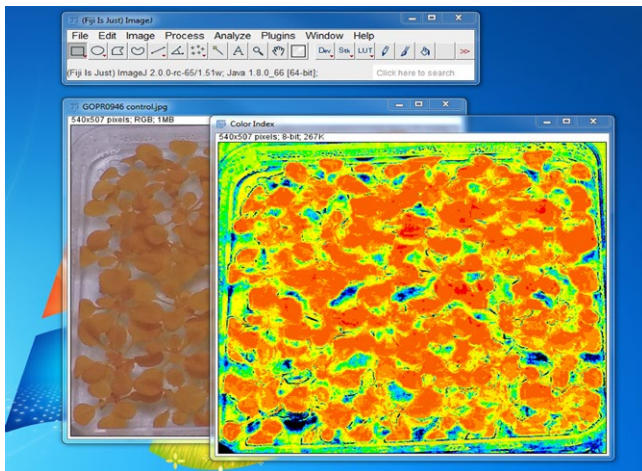 (Fiji Is Just) ImageJ
File Edit Image Process Analyze Plugins Window Help
Dev Stk LUT >>
(Fiji Is Just) ImageJ 2.0.0-rc-65/1.51w; Java 1.8.0_66 [64-bit];
Click here to search
GOPR0946 control.jpg
540x507 pixels; RGB; 1MB
Color Index
540x507 pixels; 8-bit; 267K